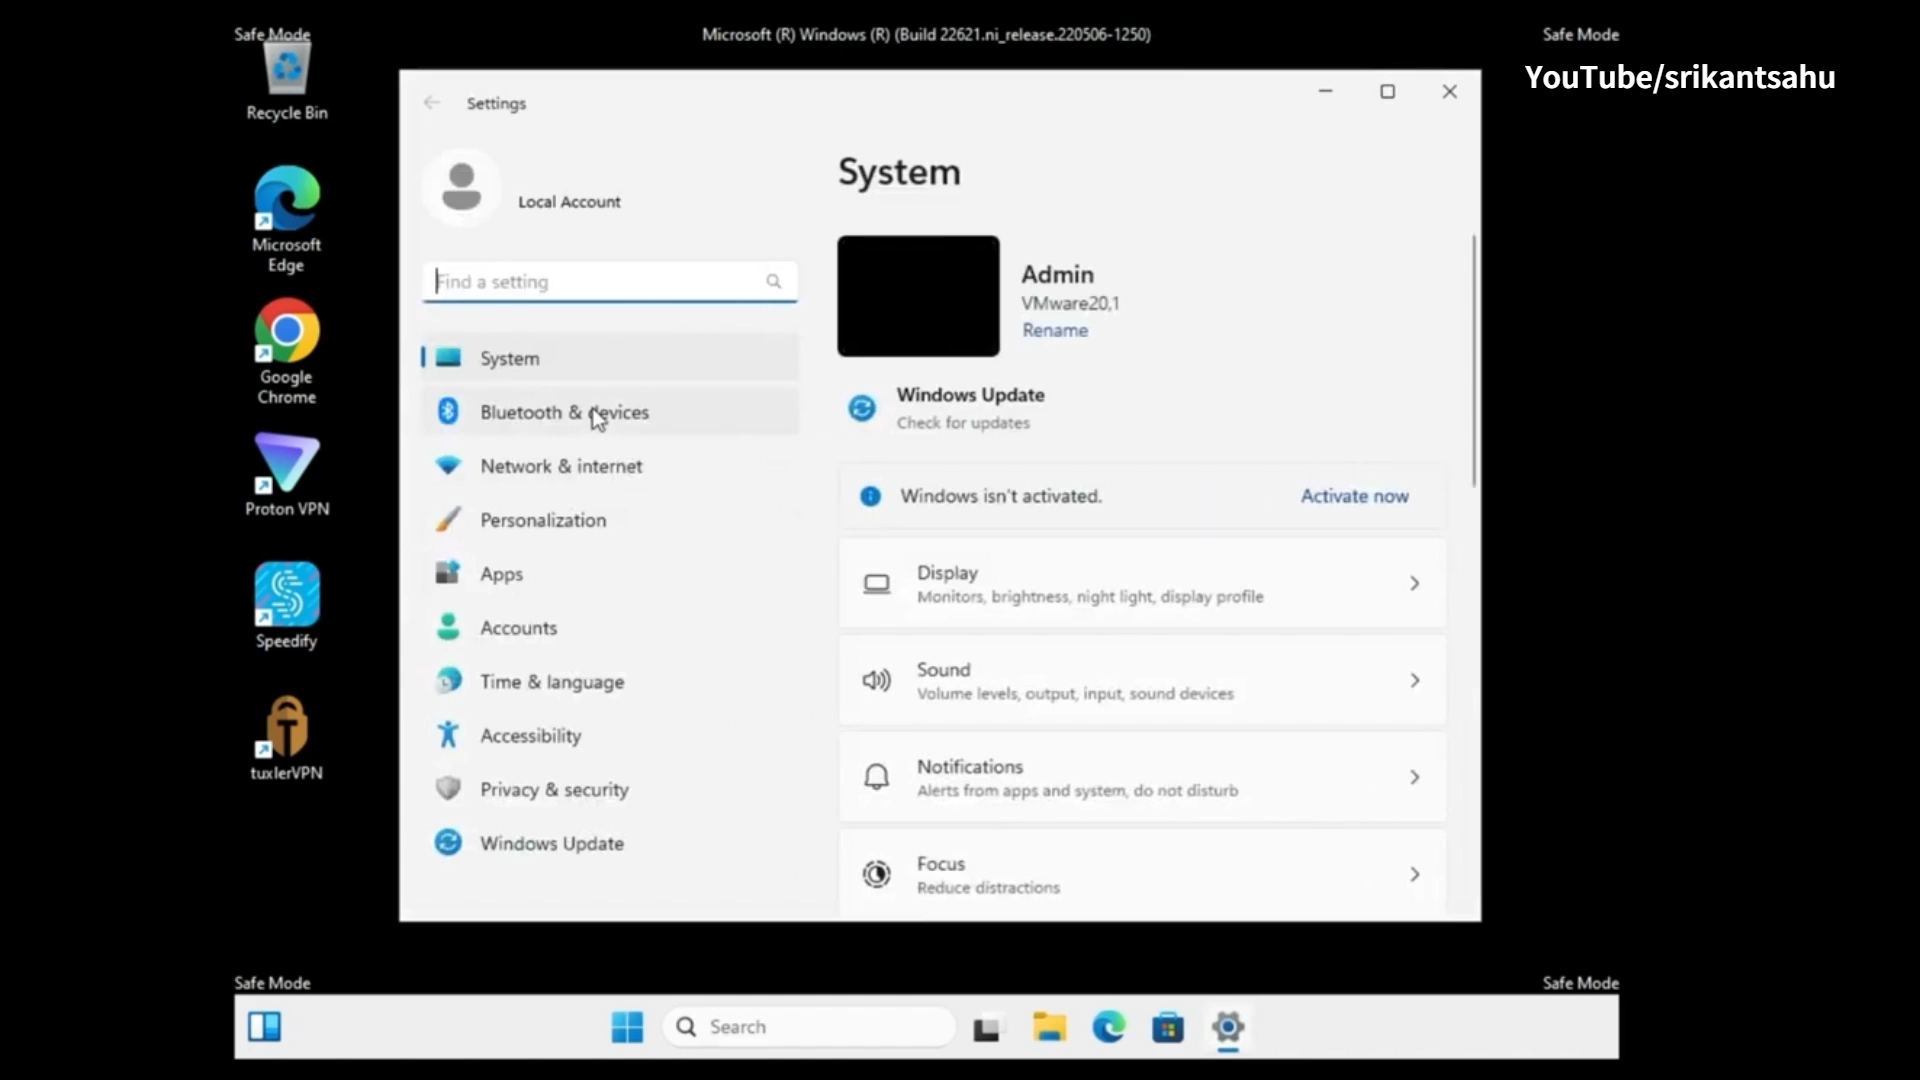 Safe Mode
Microsoft (R) Windows (R) (Build 22621.ni_release.220506-1250)
Safe Mode
YouTube/srikantsahu
Recycle Bin
Microsoft
Edge
Google
Chrome
Proton VPN
Speedify
tuxlerVPN
Settings
Local Account
Find a setting
System
Bluetooth & devices
Network & internet
Personalization
Apps
Accounts
Time & language
Accessibility
Privacy & security
Windows Update
System
Admin
VMware20,1
Rename
Windows Update
Check for updates
Windows isn't activated.
Activate now
Display
Monitors, brightness, night light, display profile
Sound
Volume levels, output, input, sound devices
Notifications
Alerts from apps and system, do not disturb
Focus
Reduce distractions
Safe Mode
Safe Mode
Search